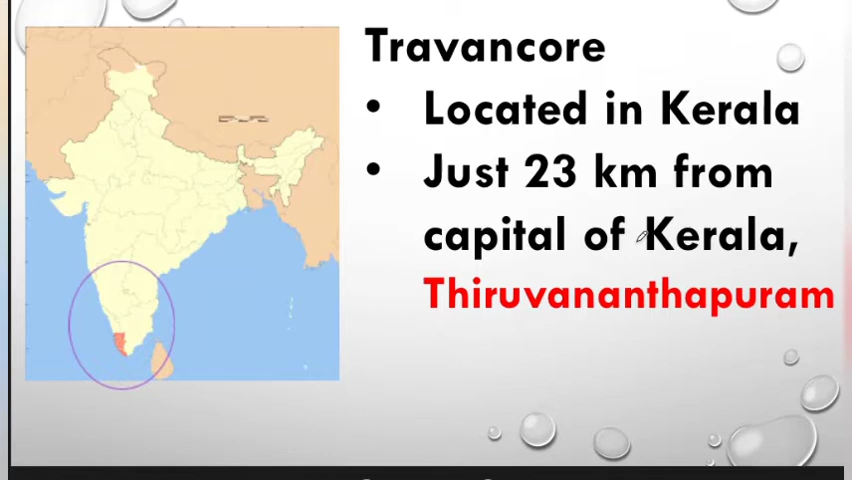 Travancore
• Located in Kerala
• Just 23 km from
capital of Kerala,
Thiruvananthapuram